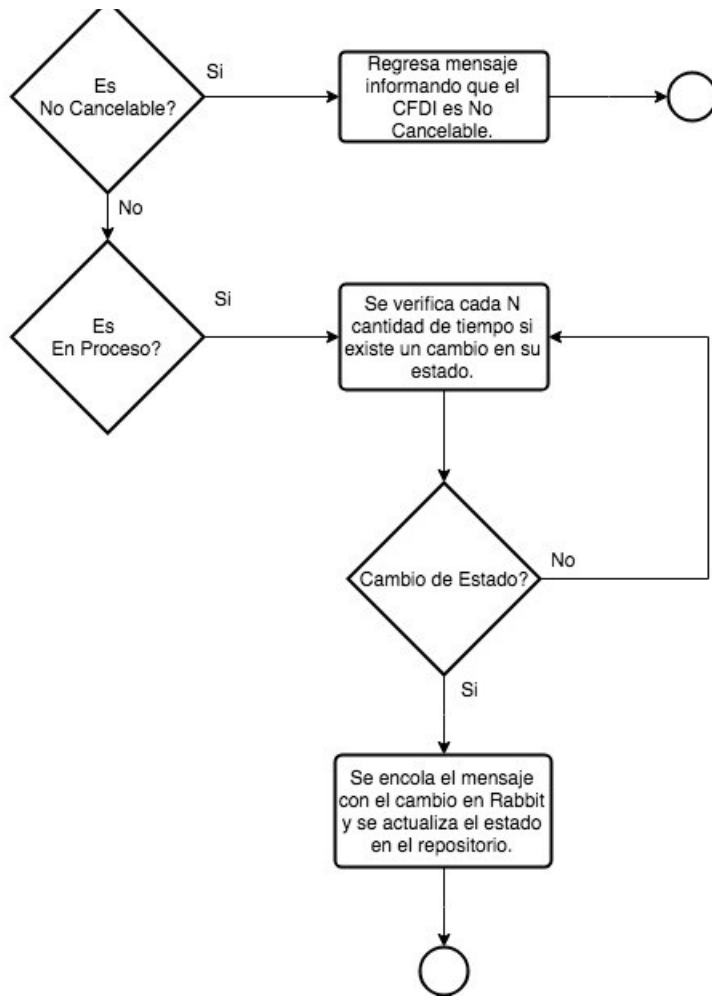 Es
No Cancelable?
Si
Regresa mensaje
informando que el
CFDI es No
Cancelable.
No
Es
En Proceso?
Si
Se verifica cada N
cantidad de tiempo si
existe un cambio en su
estado.
Cambio de Estado?
No
Si
Se encola el mensaje
con el cambio en Rabbit
y se actualiza el estado
en el repositorio.